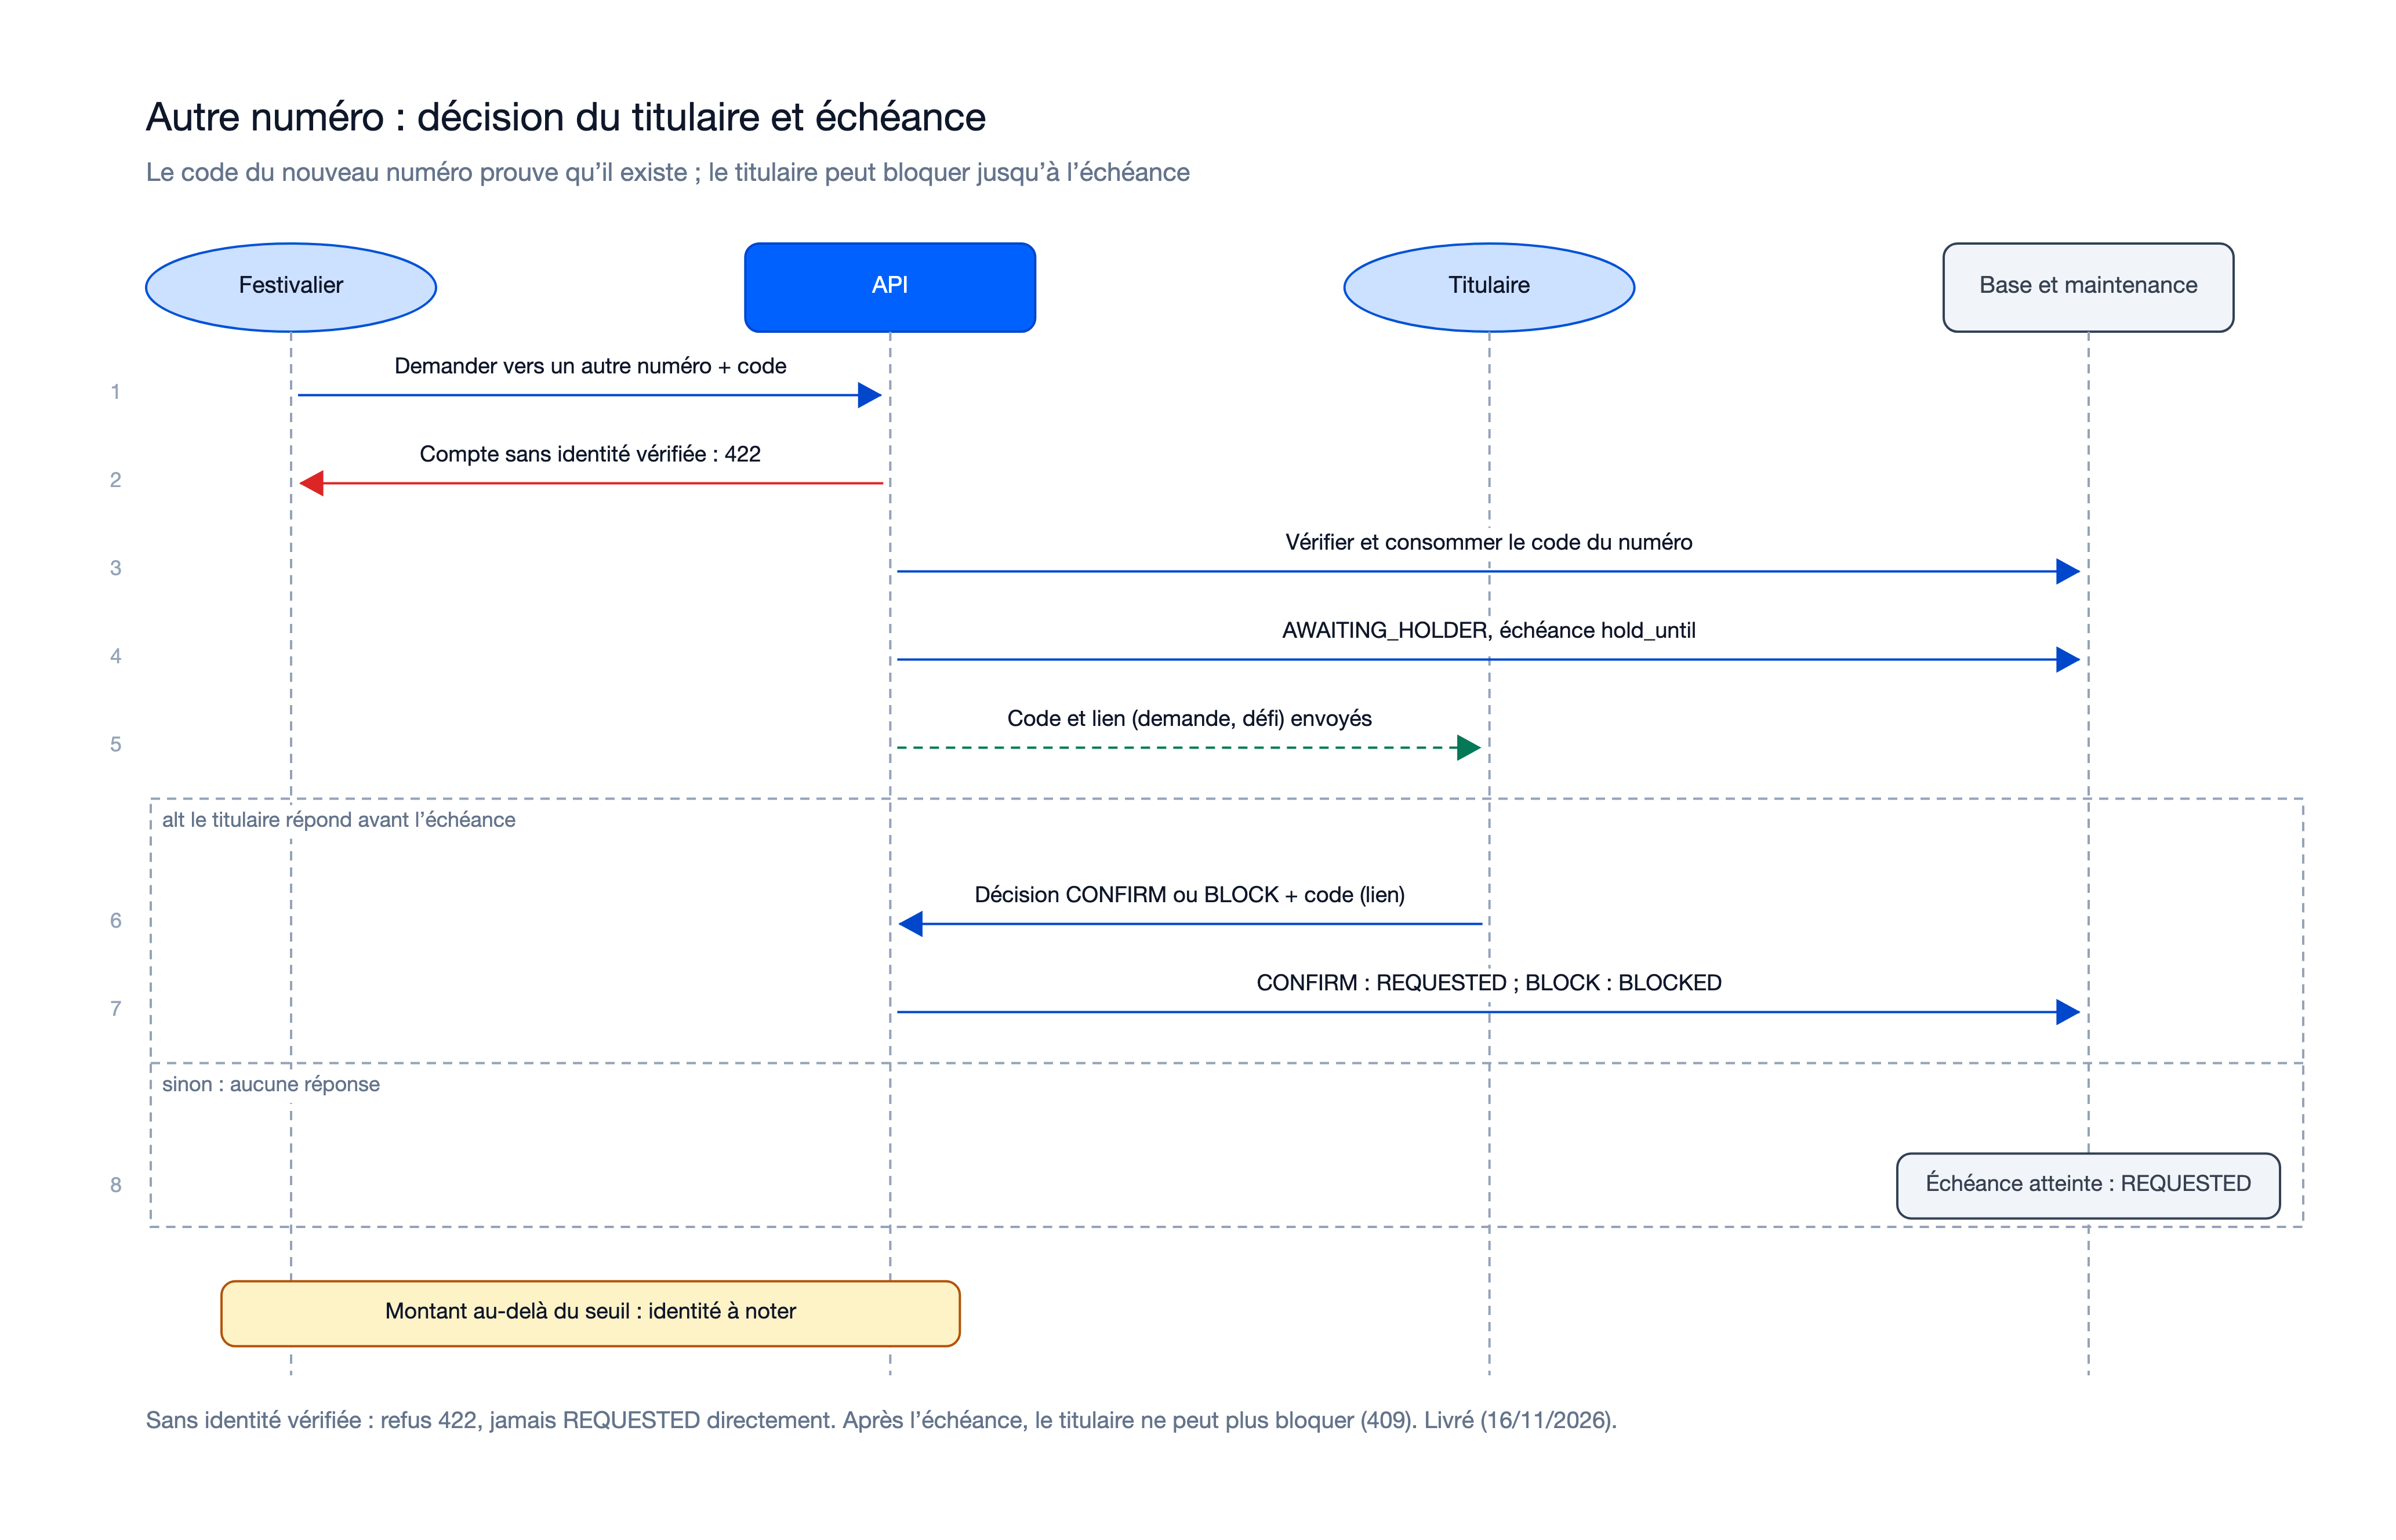 Autre numéro : décision du titulaire et échéance
Le code du nouveau numéro prouve qu’il existe ; le titulaire peut bloquer jusqu’à l’échéance
Festivalier
API
Titulaire
Base et maintenance
Demander vers un autre numéro + code
1
Compte sans identité vérifiée : 422
2
Vérifier et consommer le code du numéro
3
AWAITING_HOLDER, échéance hold_until
4
Code et lien (demande, défi) envoyés
5
alt le titulaire répond avant l’échéance
Décision CONFIRM ou BLOCK + code (lien)
6
CONFIRM : REQUESTED ; BLOCK : BLOCKED
7
sinon : aucune réponse
8
Échéance atteinte : REQUESTED
Montant au-delà du seuil : identité à noter
Sans identité vérifiée : refus 422, jamais REQUESTED directement. Après l’échéance, le titulaire ne peut plus bloquer (409). Livré (16/11/2026).